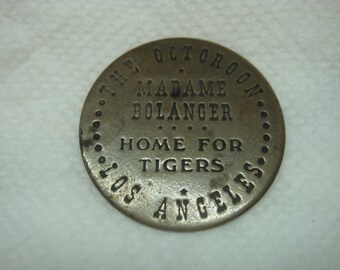 THE OCTOROON
MADAME
BOLANGER
HOME FOR
TIGERS
LOS ANGELES